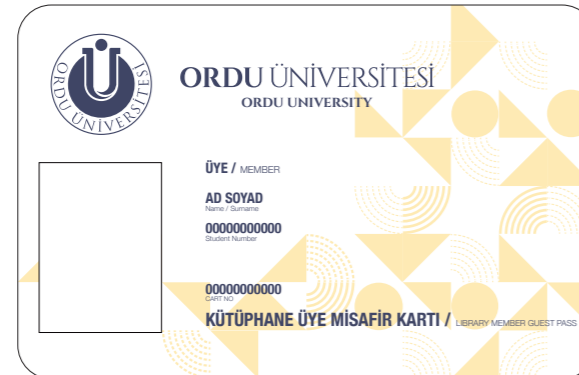 ORDU ÜNİVERSİTESİ
ORDU ÜNİVERSİTESİ
ORDU UNIVERSITY
ÜYE / MEMBER
AD SOYAD
Name / Surname
00000000000
Student Number
00000000000
CART NO
KÜTÜPHANE ÜYE MİSAFİR KARTI / LIBRARY MEMBER GUEST PASS